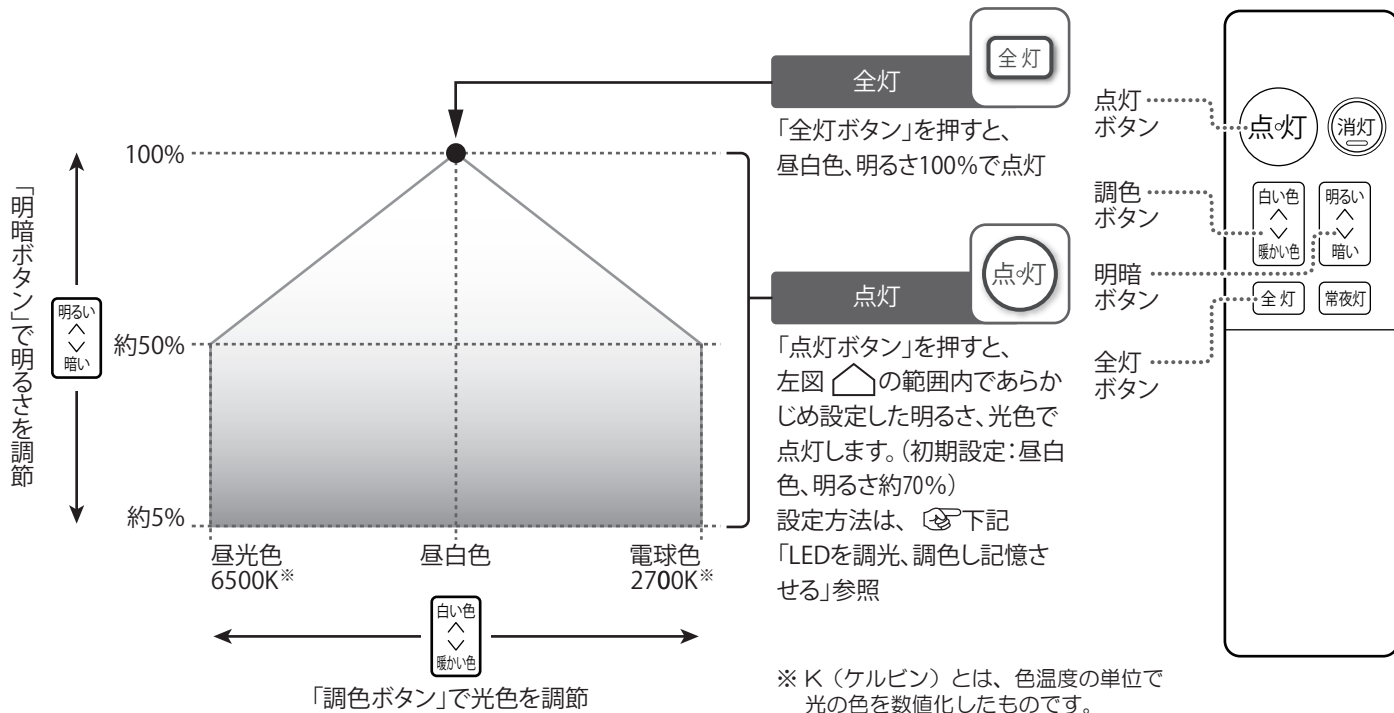 「明暗ボタン」で明るさを調節
明るい
暗い
100%
約50%
約5%
昼光色
6500K※
昼白色
電球色
2700K※
白い色
暖かい色
「調色ボタン」で光色を調節
全灯
全灯
「全灯ボタン」を押すと、
昼白色、明るさ100%で点灯
点灯
点灯
「点灯ボタン」を押すと、
左図 の範囲内であらか
じめ設定した明るさ、光色で
点灯します。(初期設定:昼白
色、明るさ約70%)
設定方法は、☞下記
「LEDを調光、調色し記憶さ
せる」参照
※ K(ケルビン)とは、色温度の単位で
光の色を数値化したものです。
点灯
ボタン
調色
ボタン
明暗
ボタン
全灯
ボタン
点灯
消灯
白い色
暖かい色
明るい
暗い
全灯
常夜灯